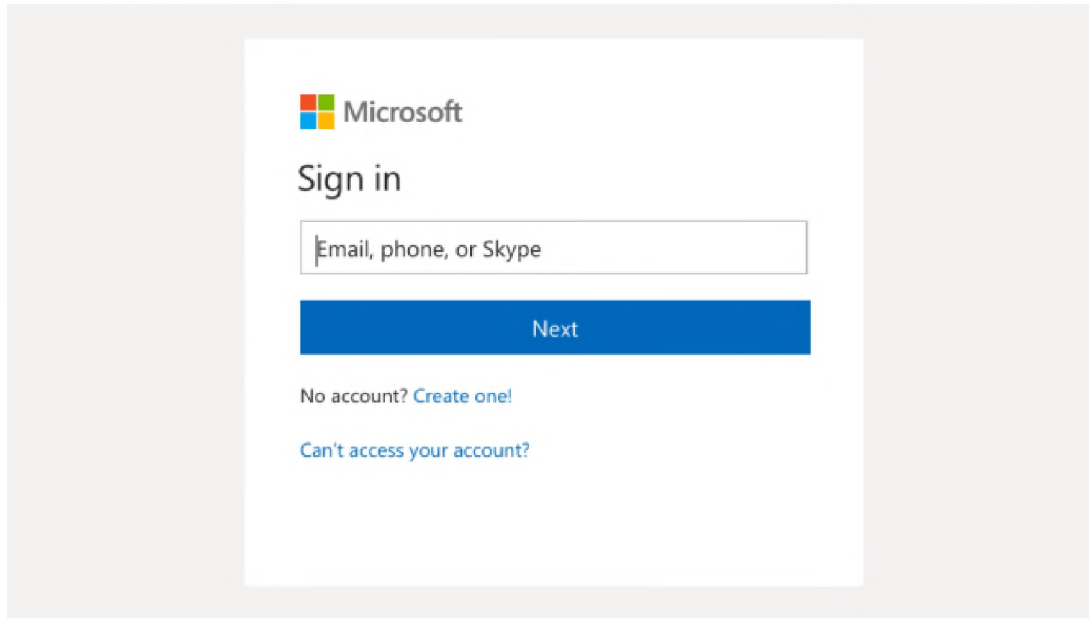 Microsoft
Sign in
Email, phone, or Skype
Next
No account? Create one!
Can't access your account?